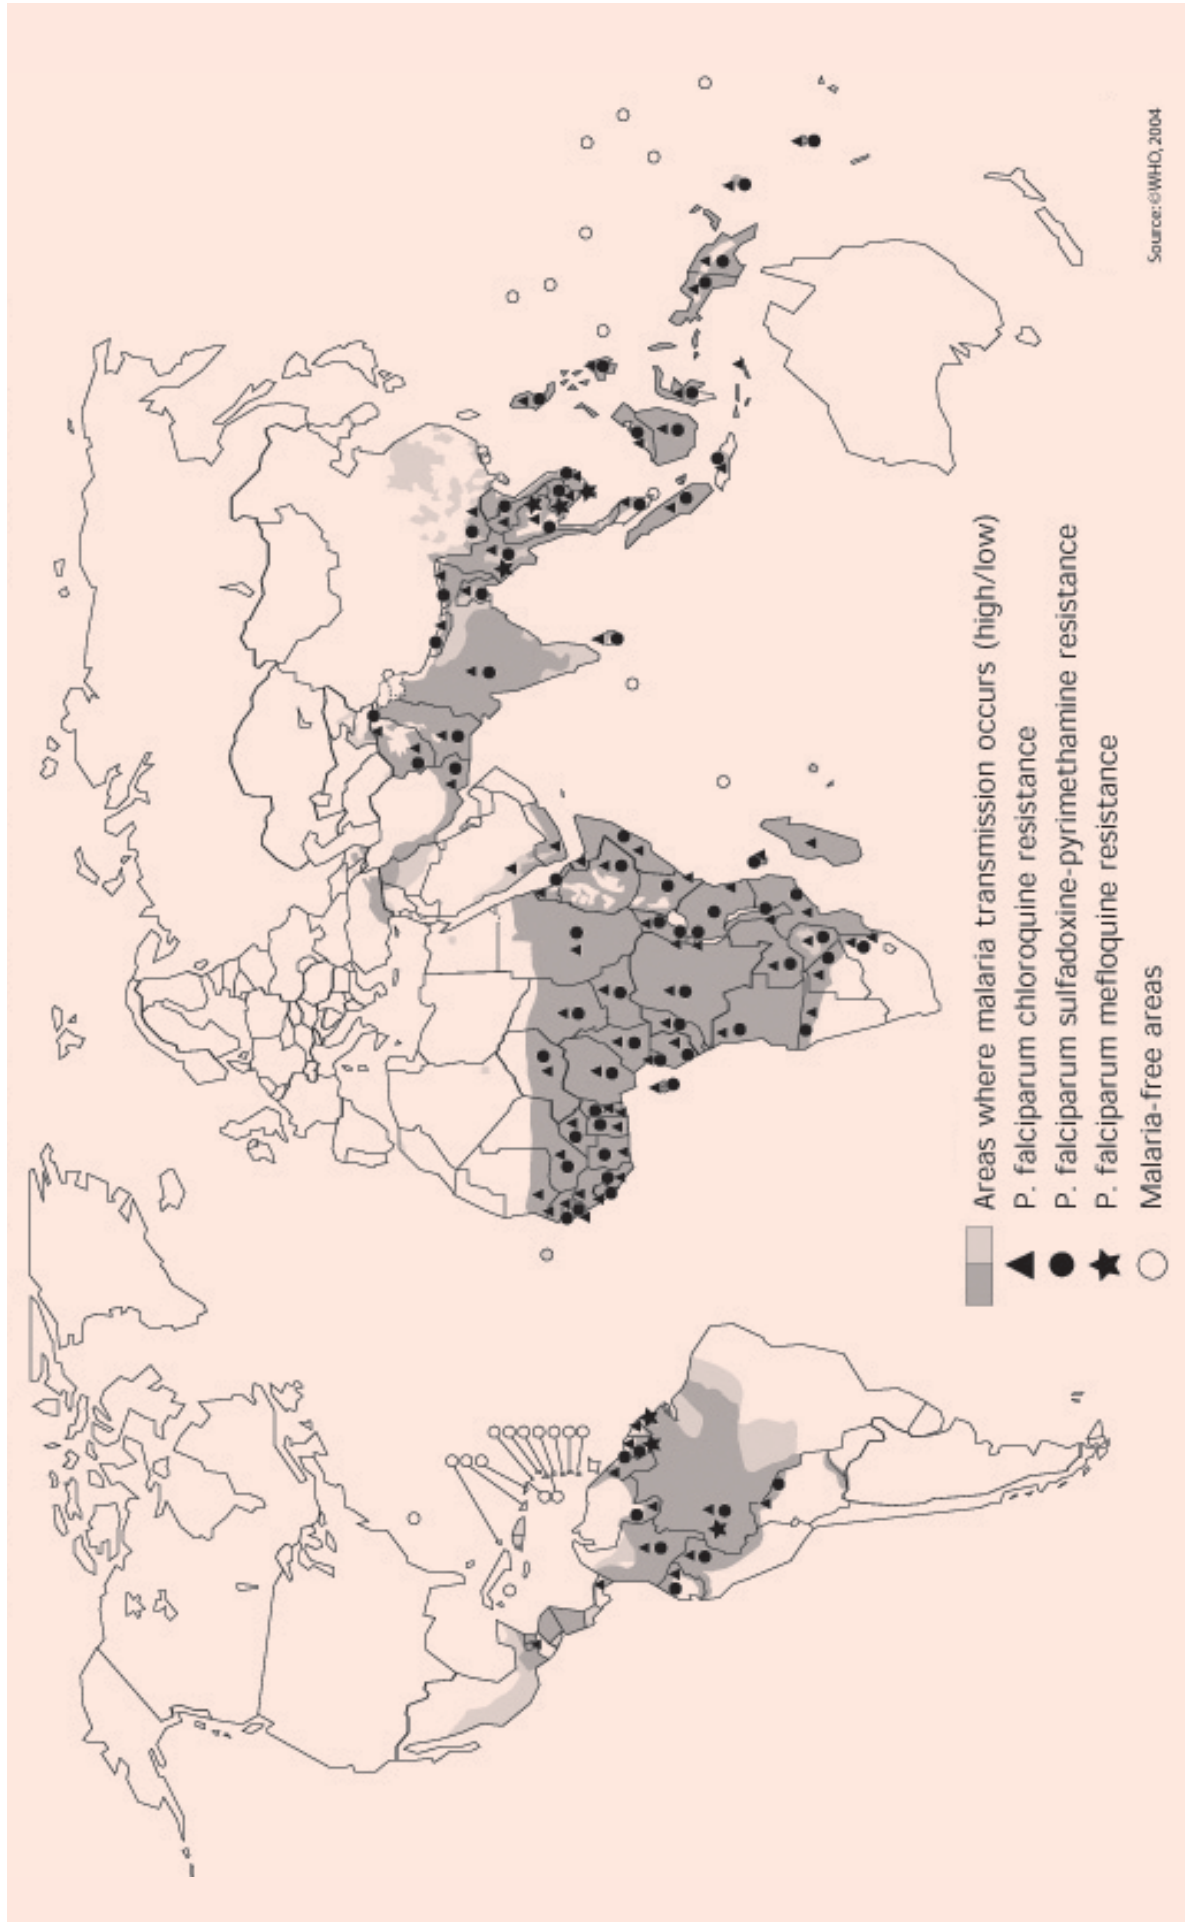 Areas where malaria transmission occurs (high/low)
P. falciparum chloroquine resistance
P. falciparum sulfadoxine-pyrimethamine resistance
P. falciparum mefloquine resistance
Malaria-free areas
Source:©WHO, 2004